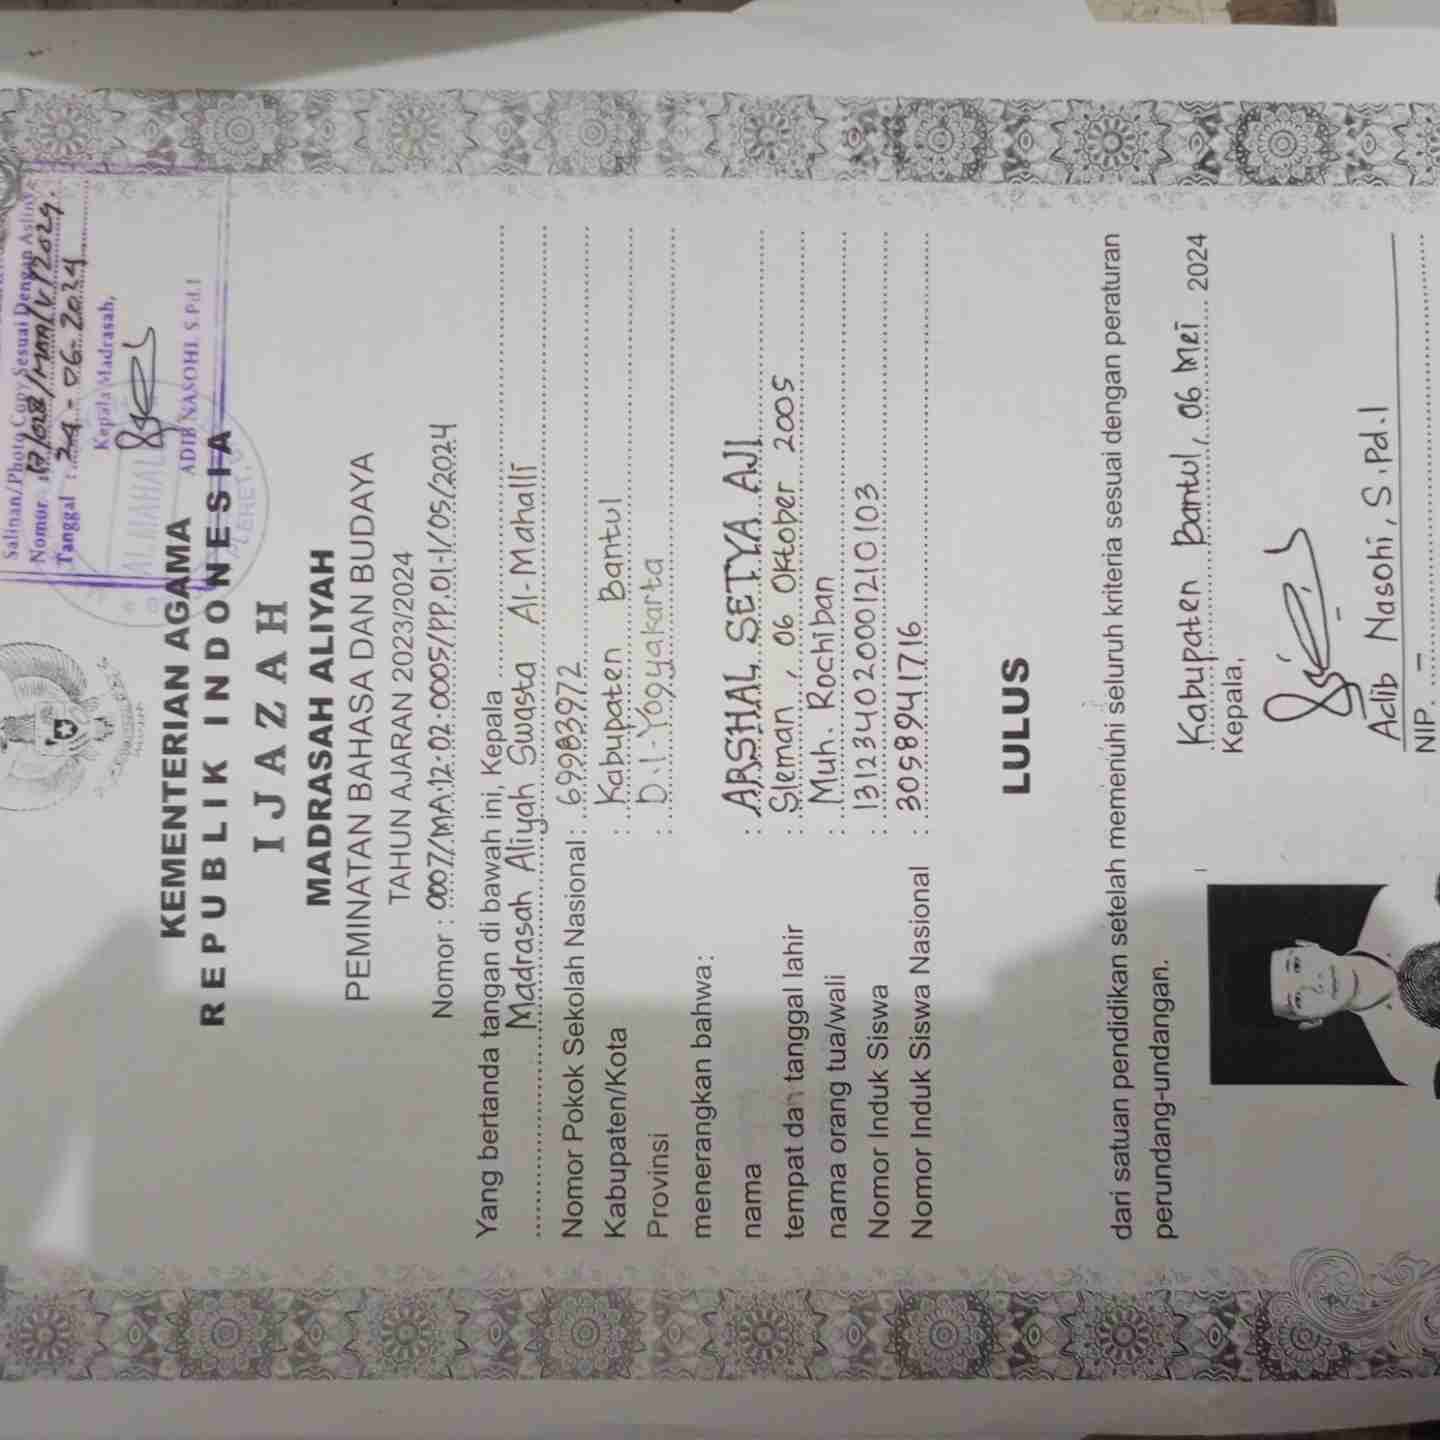 Salinan/Photo Copy Sesuai Dengan Aslinya
Nomor : 17/028/MAM/V/2024.
Tanggal : 24 - 06 - 2024
Kepala Madrasah,
ADIB NASOHI, S.Pd.I
KEMENTERIAN AGAMA
REPUBLIK INDONESIA
IJAZAH
MADRASAH ALIYAH
PEMINATAN BAHASA DAN BUDAYA
TAHUN AJARAN 2023/2024
Nomor : 0007/MA.12.02.0005/PP.01.1/05/2024
Yang bertanda tangan di bawah ini, Kepala
Madrasah Aliyah Swasta Al-Mahalli
Nomor Pokok Sekolah Nasional : 69983972
Kabupaten/Kota : Kabupaten Bantul
Provinsi : D.I-Yogyakarta
menerangkan bahwa:
nama : ARSHAL SETYA AJI
tempat dan tanggal lahir : Sleman, 06 Oktober 2005
nama orang tua/wali : Muh. Rochiban
Nomor Induk Siswa : 131234020001210103
Nomor Induk Siswa Nasional : 3058941716
LULUS
dari satuan pendidikan setelah memenuhi seluruh kriteria sesuai dengan peraturan
perundang-undangan.
Kabupaten Bantul, 06 Mei 2024
Kepala,
Adib Nasohi, S.Pd.I
NIP. -